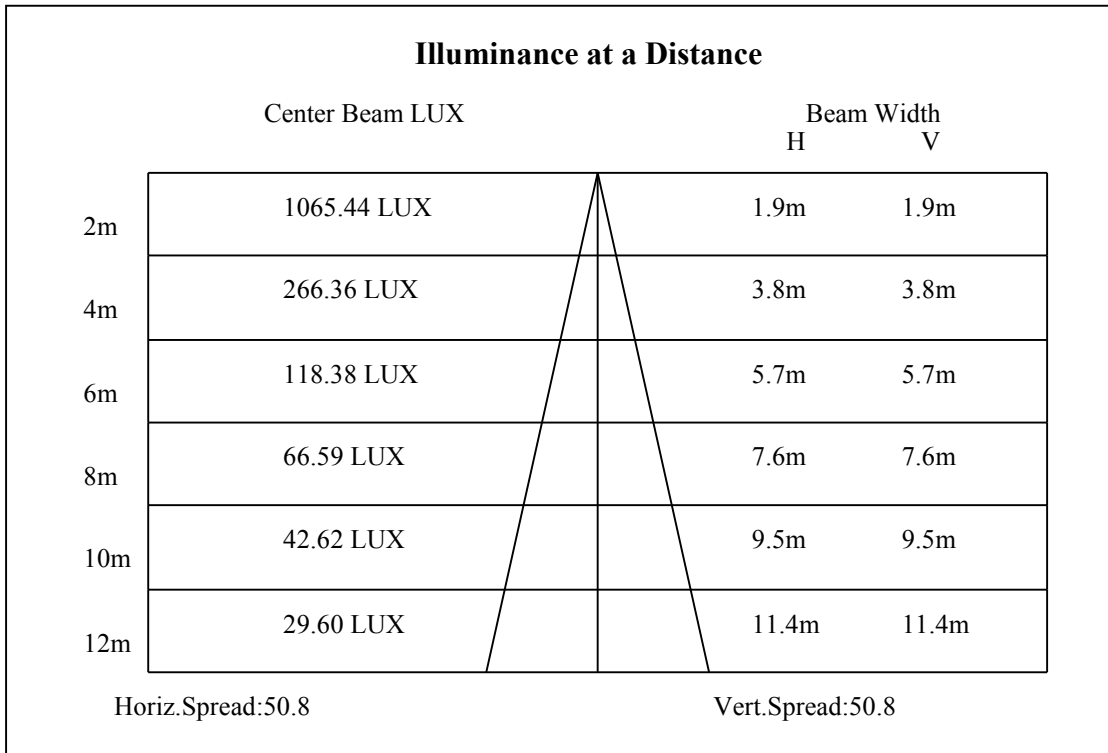 Illuminance at a Distance
Center Beam LUX Beam Width
H V
2m 1065.44 LUX 1.9m 1.9m
4m 266.36 LUX 3.8m 3.8m
6m 118.38 LUX 5.7m 5.7m
8m 66.59 LUX 7.6m 7.6m
10m 42.62 LUX 9.5m 9.5m
12m 29.60 LUX 11.4m 11.4m
Horiz.Spread:50.8 Vert.Spread:50.8